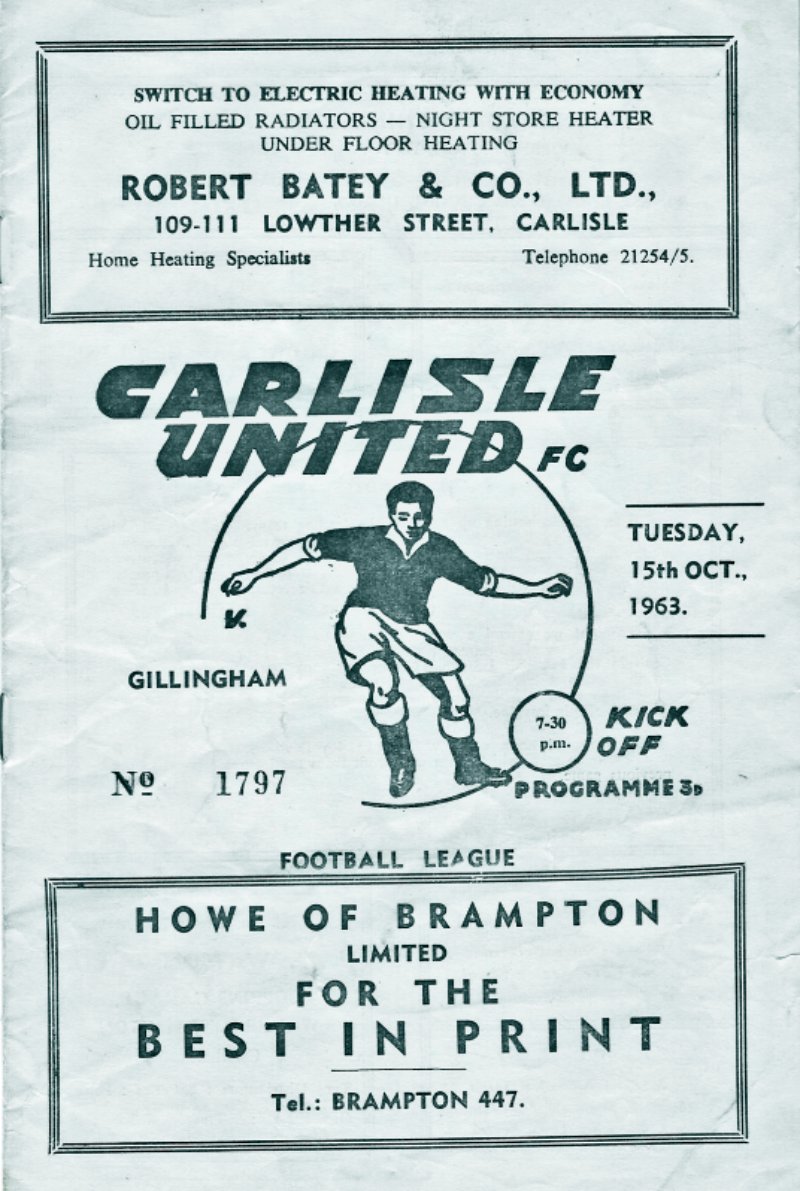 SWITCH TO ELECTRIC HEATING WITH ECONOMY
OIL FILLED RADIATORS — NIGHT STORE HEATER
UNDER FLOOR HEATING
ROBERT BATEY & CO., LTD.,
109-111 LOWTHER STREET, CARLISLE
Home Heating Specialists Telephone 21254/5.
CARLISLE
UNITED FC
TUESDAY,
15th OCT.,
1963.
V.
GILLINGHAM
7-30
p.m.
KICK
OFF
Nº 1797
PROGRAMME 3D
FOOTBALL LEAGUE
HOWE OF BRAMPTON
LIMITED
FOR THE
BEST IN PRINT
Tel.: BRAMPTON 447.